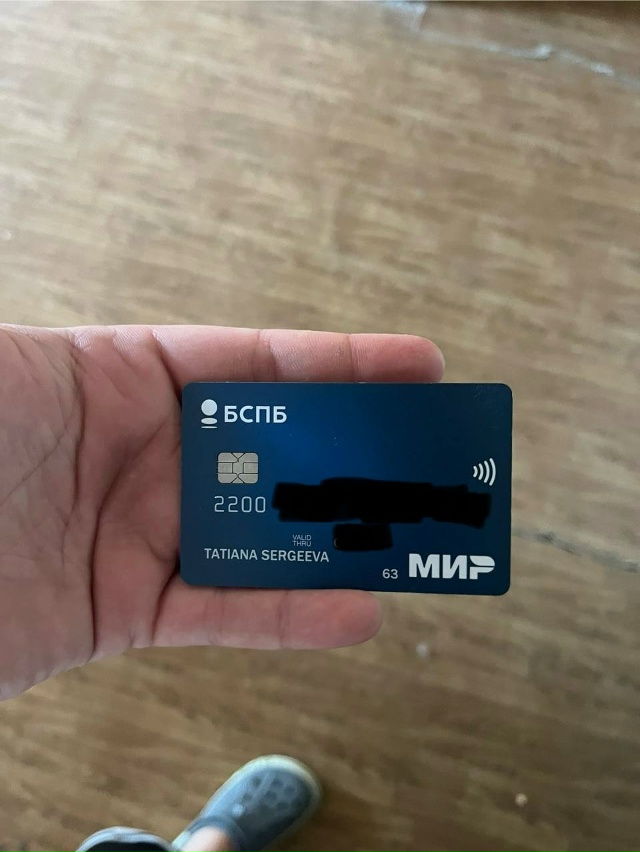 БСПБ
2200
VALID
THRU
TATIANA SERGEEVA
63
МИР